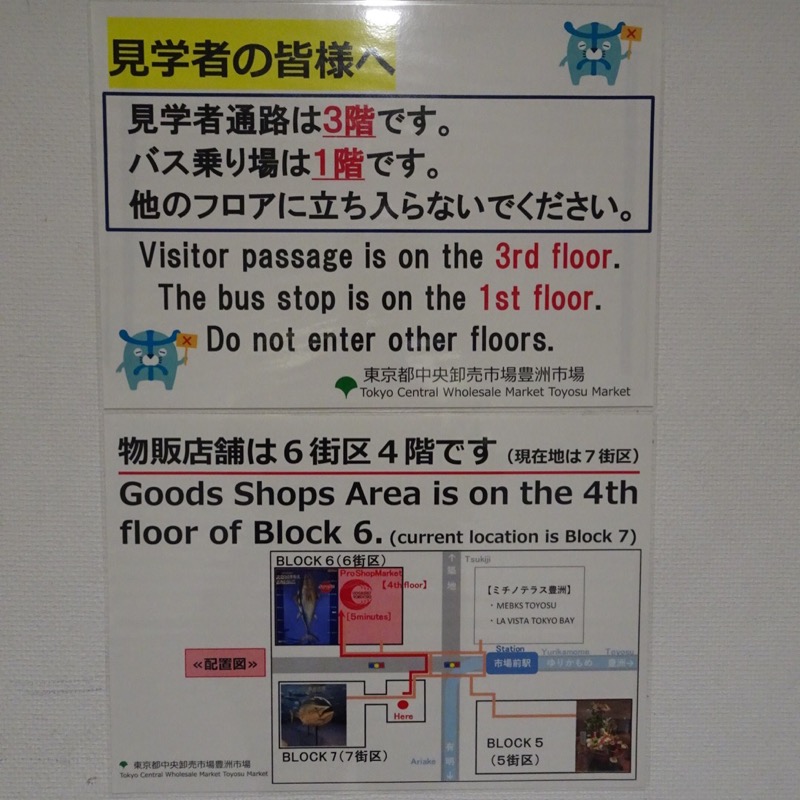 見学者の皆様へ
見学者通路は3階です。
バス乗り場は1階です。
他のフロアに立ち入らないでください。
Visitor passage is on the 3rd floor.
The bus stop is on the 1st floor.
Do not enter other floors.
東京都中央卸売市場豊洲市場
Tokyo Central Wholesale Market Toyosu Market
物販店舗は６街区４階です（現在地は７街区）
Goods Shops Area is on the 4th
floor of Block 6. (current location is Block 7)
BLOCK 6(6街区)
ProShopMarket
【4th floor】
[5minutes]
↑築地
Tsukiji
【ミチノテラス豊洲】
・MEBKS TOYOSU
・LA VISTA TOKYO BAY
≪配置図≫
Station
市場前駅
Yurikamome
ゆりかもめ
Toyosu
豊洲→
Here
BLOCK 7(7街区)
Ariake
有明↓
BLOCK 5
(5街区)
東京都中央卸売市場豊洲市場
Tokyo Central Wholesale Market Toyosu Market